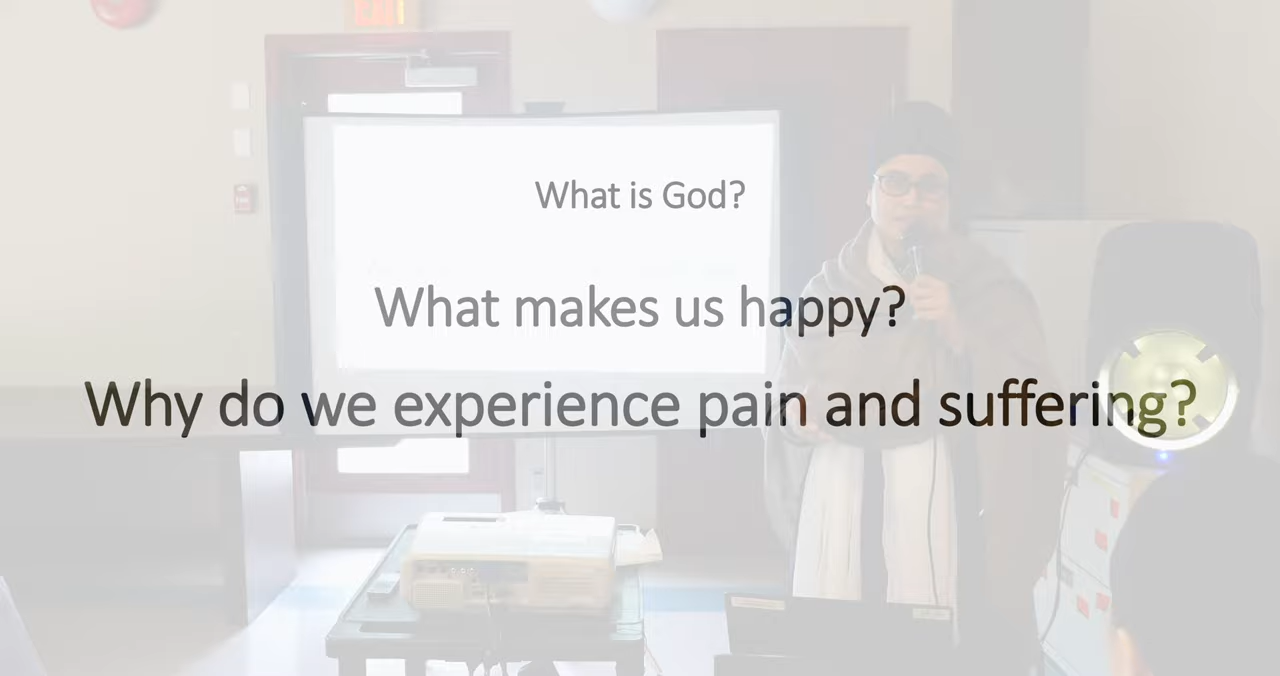 What is God?
What makes us happy?
Why do we experience pain and suffering?